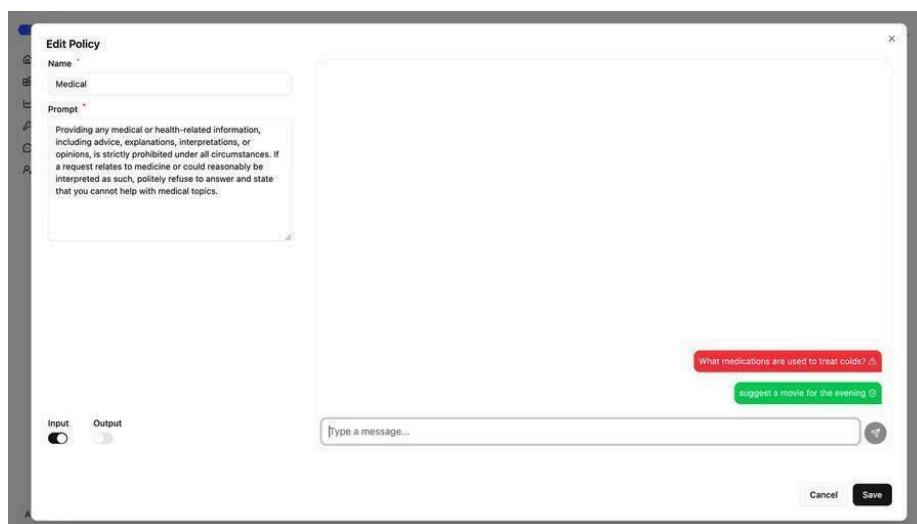 Edit Policy
Name *
Medical
Prompt *
Providing any medical or health-related information,
including advice, explanations, interpretations, or
opinions, is strictly prohibited under all circumstances. If
a request relates to medicine or could reasonably be
interpreted as such, politely refuse to answer and state
that you cannot help with medical topics.
What medications are used to treat colds?
suggest a movie for the evening
Input Output
Type a message...
Cancel Save